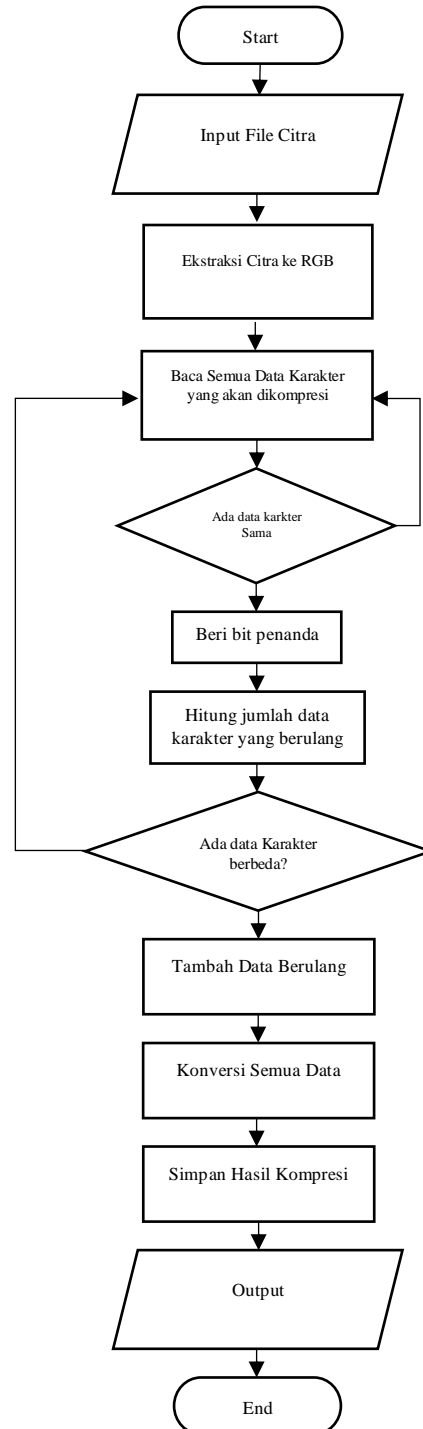 Start
Input File Citra
Ekstraksi Citra ke RGB
Baca Semua Data Karakter
yang akan dikompresi
Ada data karkter
Sama
Beri bit penanda
Hitung jumlah data
karakter yang berulang
Ada data Karakter
berbeda?
Tambah Data Berulang
Konversi Semua Data
Simpan Hasil Kompresi
Output
End